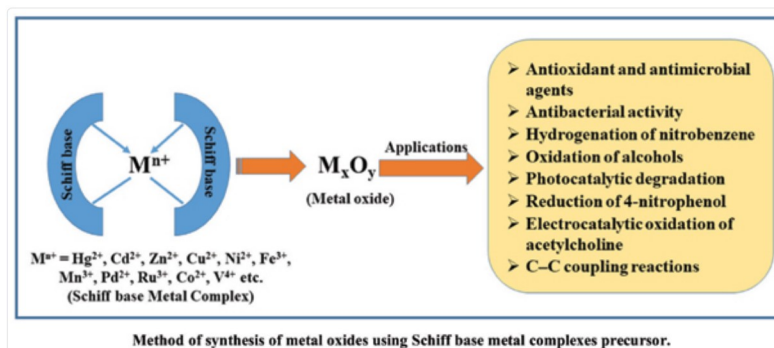 Schiff base
Schiff base
Mⁿ⁺
Mⁿ⁺ = Hg²⁺, Cd²⁺, Zn²⁺, Cu²⁺, Ni²⁺, Fe³⁺,
Mn³⁺, Pd²⁺, Ru³⁺, Co²⁺, V⁴⁺ etc.
(Schiff base Metal Complex)
MₓOᵧ
(Metal oxide)
Applications
➢ Antioxidant and antimicrobial
agents
➢ Antibacterial activity
➢ Hydrogenation of nitrobenzene
➢ Oxidation of alcohols
➢ Photocatalytic degradation
➢ Reduction of 4-nitrophenol
➢ Electrocatalytic oxidation of
acetylcholine
➢ C–C coupling reactions
Method of synthesis of metal oxides using Schiff base metal complexes precursor.